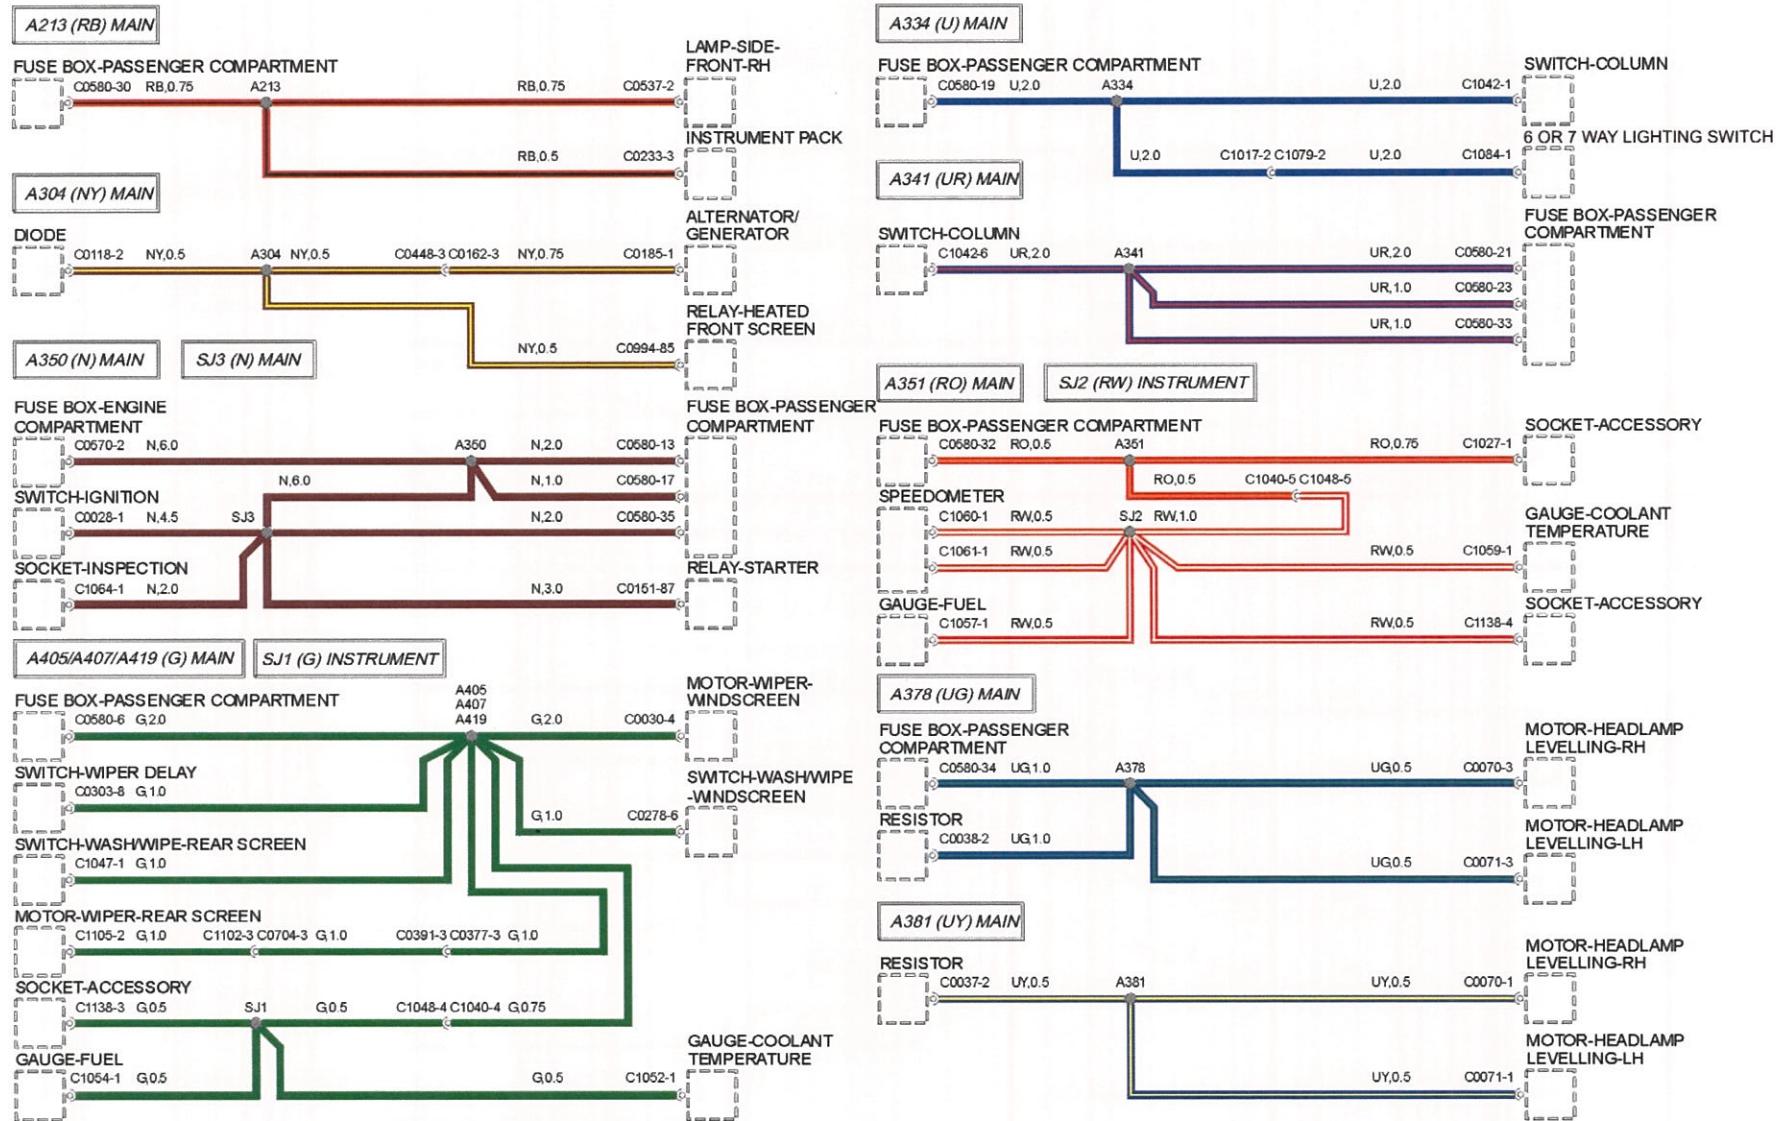 A213 (RB) MAIN
FUSE BOX-PASSENGER COMPARTMENT
LAMP-SIDE-
FRONT-RH
C0580-30 RB,0.75 A213 RB,0.75 C0537-2
INSTRUMENT PACK
RB,0.5 C0233-3
A304 (NY) MAIN
DIODE
ALTERNATOR/
GENERATOR
C0118-2 NY,0.5 A304 NY,0.5 C0448-3 C0162-3 NY,0.75 C0185-1
RELAY-HEATED
FRONT SCREEN
NY,0.5 C0994-85
A350 (N) MAIN SJ3 (N) MAIN
FUSE BOX-ENGINE
COMPARTMENT
FUSE BOX-PASSENGER
COMPARTMENT
C0570-2 N,6.0 A350 N,2.0 C0580-13
N,6.0 N,1.0 C0580-17
SWITCH-IGNITION
C0028-1 N,4.5 SJ3 N,2.0 C0580-35
SOCKET-INSPECTION
RELAY-STARTER
C1064-1 N,2.0 N,3.0 C0151-87
A405/A407/A419 (G) MAIN SJ1 (G) INSTRUMENT
FUSE BOX-PASSENGER COMPARTMENT
A405
A407
A419
MOTOR-WIPER-
WINDSCREEN
C0580-6 G,2.0 G,2.0 C0030-4
SWITCH-WIPER DELAY
C0303-8 G,1.0
SWITCH-WASH/WIPE
-WINDSCREEN
G,1.0 C0278-6
SWITCH-WASH/WIPE-REAR SCREEN
C1047-1 G,1.0
MOTOR-WIPER-REAR SCREEN
C1105-2 G,1.0 C1102-3 C0704-3 G,1.0 C0391-3 C0377-3 G,1.0
SOCKET-ACCESSORY
C1138-3 G,0.5 SJ1 G,0.5 C1048-4 C1040-4 G,0.75
GAUGE-FUEL
GAUGE-COOLANT
TEMPERATURE
C1054-1 G,0.5 G,0.5 C1052-1
A334 (U) MAIN
FUSE BOX-PASSENGER COMPARTMENT
SWITCH-COLUMN
C0580-19 U,2.0 A334 U,2.0 C1042-1
6 OR 7 WAY LIGHTING SWITCH
U,2.0 C1017-2 C1079-2 U,2.0 C1084-1
A341 (UR) MAIN
SWITCH-COLUMN
FUSE BOX-PASSENGER
COMPARTMENT
C1042-6 UR,2.0 A341 UR,2.0 C0580-21
UR,1.0 C0580-23
UR,1.0 C0580-33
A351 (RO) MAIN SJ2 (RW) INSTRUMENT
FUSE BOX-PASSENGER COMPARTMENT
SOCKET-ACCESSORY
C0580-32 RO,0.5 A351 RO,0.75 C1027-1
RO,0.5 C1040-5 C1048-5
SPEEDOMETER
C1060-1 RW,0.5 SJ2 RW,1.0
GAUGE-COOLANT
TEMPERATURE
C1061-1 RW,0.5 RW,0.5 C1059-1
GAUGE-FUEL
SOCKET-ACCESSORY
C1057-1 RW,0.5 RW,0.5 C1138-4
A378 (UG) MAIN
FUSE BOX-PASSENGER
COMPARTMENT
MOTOR-HEADLAMP
LEVELLING-RH
C0580-34 UG,1.0 A378 UG,0.5 C0070-3
RESISTOR
C0038-2 UG,1.0
MOTOR-HEADLAMP
LEVELLING-LH
UG,0.5 C0071-3
A381 (UY) MAIN
RESISTOR
MOTOR-HEADLAMP
LEVELLING-RH
C0037-2 UY,0.5 A381 UY,0.5 C0070-1
MOTOR-HEADLAMP
LEVELLING-LH
UY,0.5 C0071-1